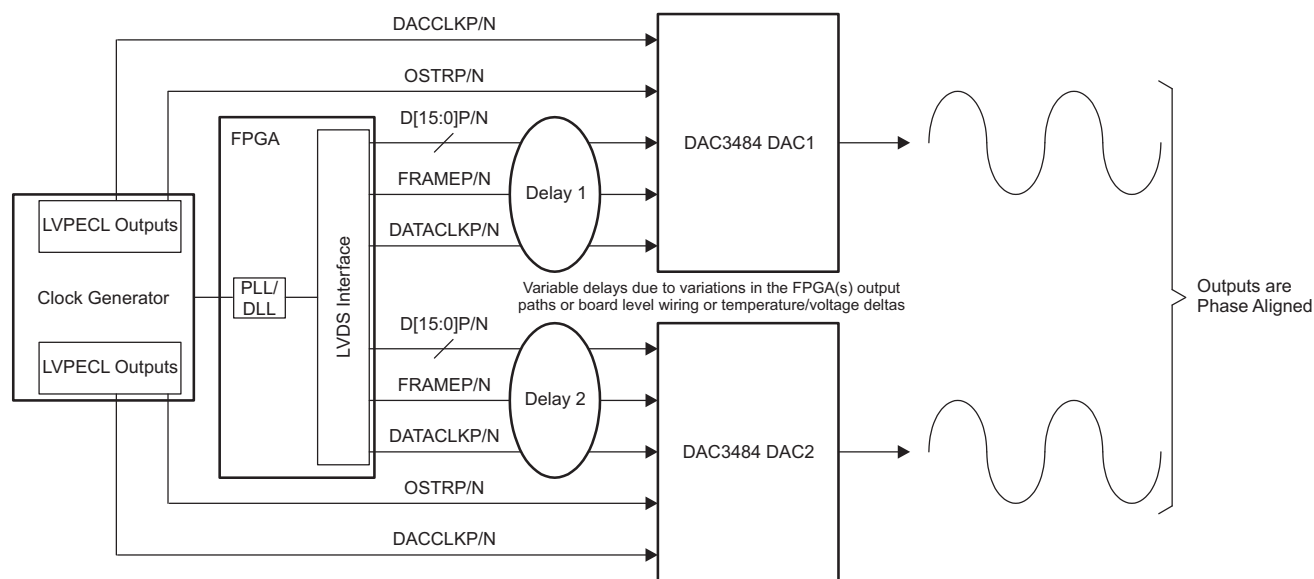 DACCLKP/N
OSTRP/N
D[15:0]P/N
FPGA
DAC3484 DAC1
FRAMEP/N
Delay 1
LVPECL Outputs
DATACLKP/N
LVDS Interface
Clock Generator
PLL/
DLL
Variable delays due to variations in the FPGA(s) output
paths or board level wiring or temperature/voltage deltas
Outputs are
Phase Aligned
D[15:0]P/N
LVPECL Outputs
FRAMEP/N
Delay 2
DATACLKP/N
DAC3484 DAC2
OSTRP/N
DACCLKP/N